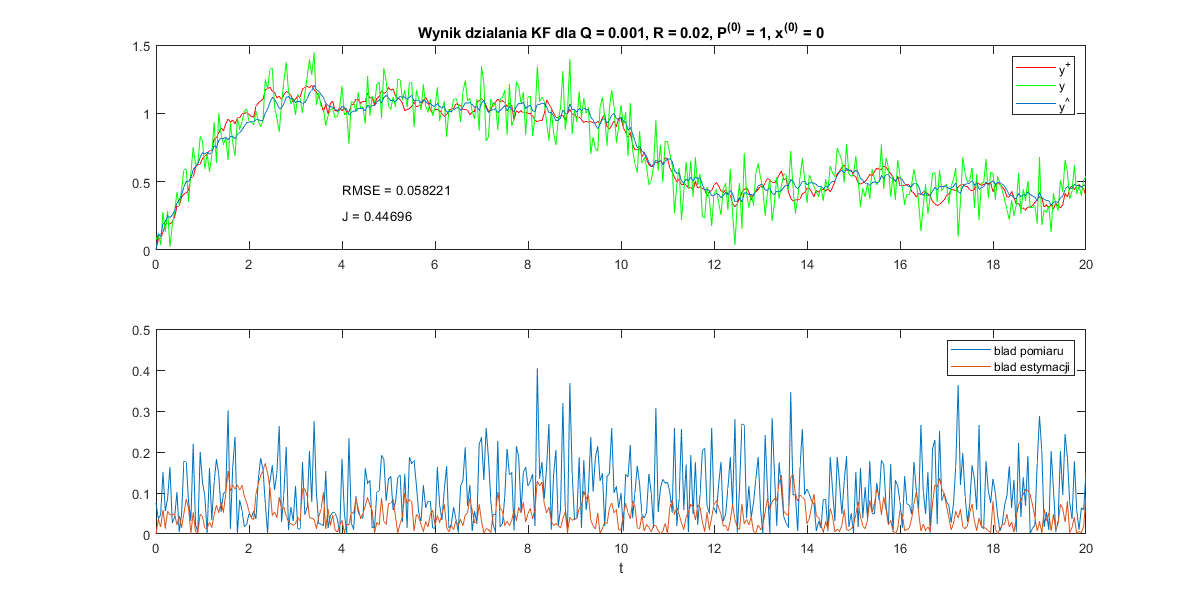 Wynik dzialania KF dla Q = 0.001, R = 0.02, P^(0) = 1, x^(0) = 0
1.5
1
0.5
0
y^+
y
y^^
RMSE = 0.058221
J = 0.44696
0 2 4 6 8 10 12 14 16 18 20
0.5
0.4
0.3
0.2
0.1
0
blad pomiaru
blad estymacji
0 2 4 6 8 10 12 14 16 18 20
t